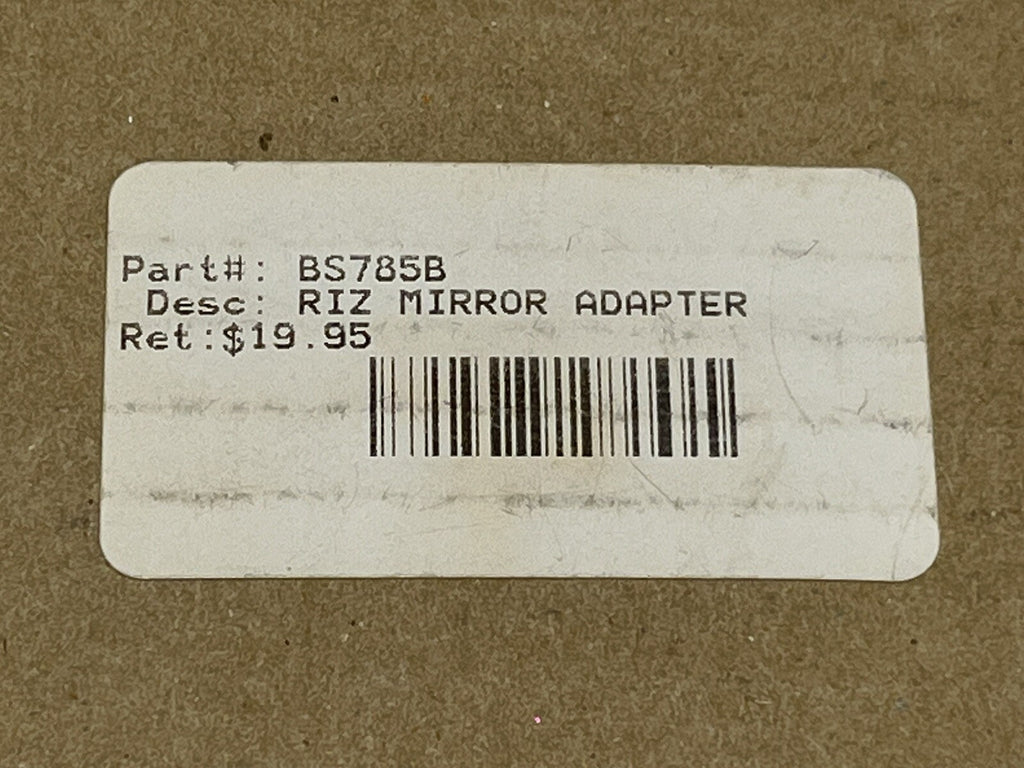 Part#: BS785B
Desc: RIZ MIRROR ADAPTER
Ret:$19.95